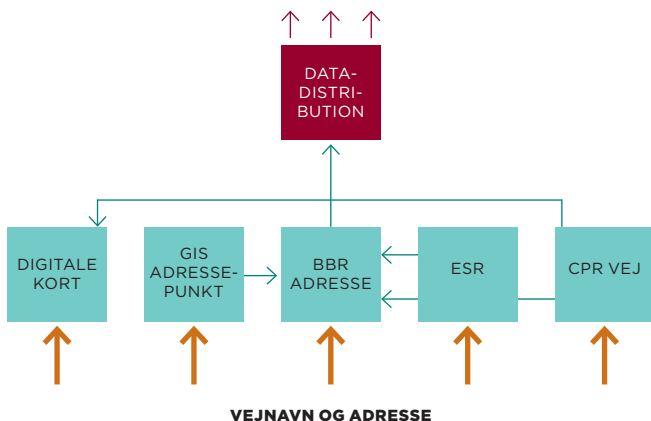 DATA-
DISTRI-
BUTION
DIGITALE
KORT
GIS
ADRESSE-
PUNKT
BBR
ADRESSE
ESR
CPR VEJ
VEJNAVN OG ADRESSE